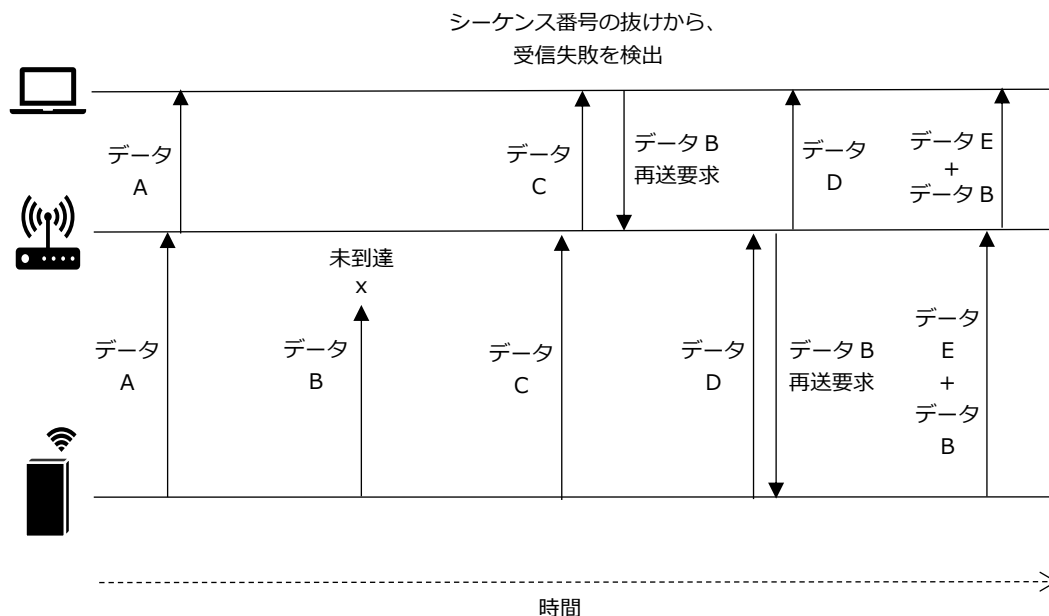 シーケンス番号の抜けから、
受信失敗を検出
データ
A
データ
C
データ B
再送要求
データ
D
データ E
+
データ B
未到達
x
データ
A
データ
B
データ
C
データ
D
データ B
再送要求
データ
E
+
データ
B
時間